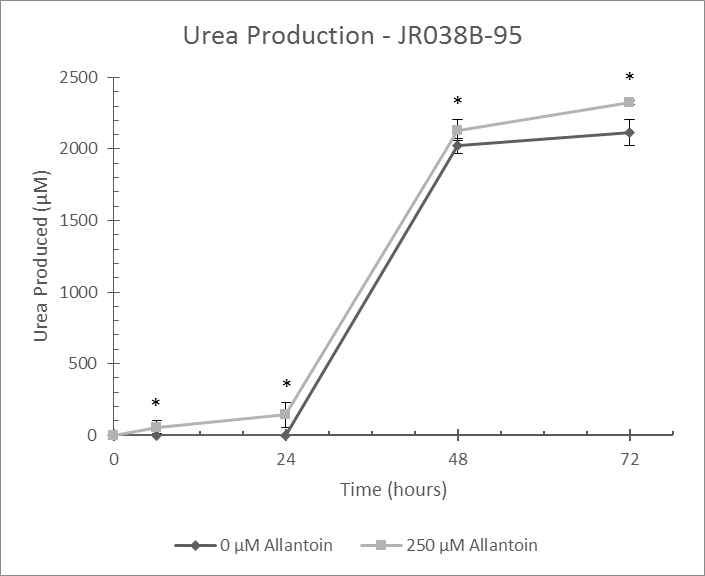 Urea Production - JR038B-95
2500
2000
1500
1000
500
0
Urea Produced (µM)
*
*
*
*
0
24
48
72
Time (hours)
0 µM Allantoin
250 µM Allantoin